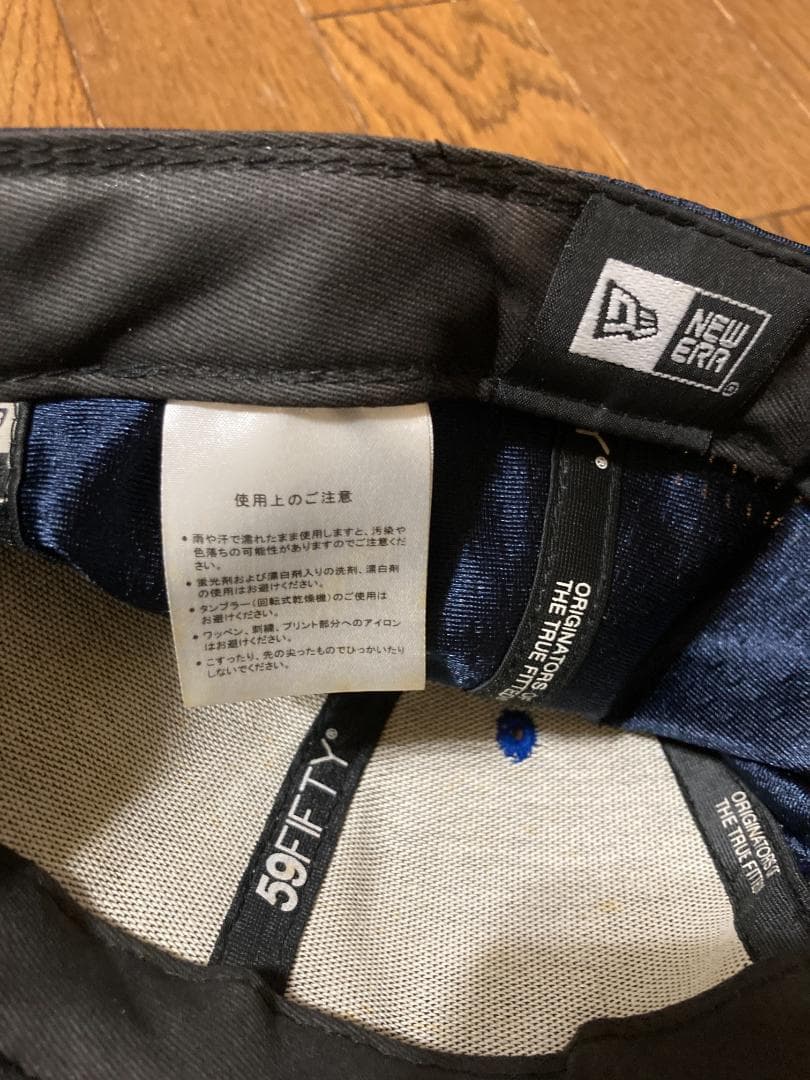 NEW
ERA®
Y®
使用上のご注意
• 雨や汗で濡れたまま使用しますと、汚染や
色落ちの可能性がありますのでご注意くだ
さい。
• 蛍光剤および漂白剤入りの洗剤、漂白剤
の使用はお避けください。
• タンブラー(回転式乾燥機)のご使用は
お避けください。
• ワッペン、刺繍、プリント部分へのアイロン
はお避けください。
• こすったり、先の尖ったものでひっかいたり
しないでください。
ORIGINATORS OF
THE TRUE FITTED
59FIFTY®
ORIGINATORS OF
THE TRUE FITTED